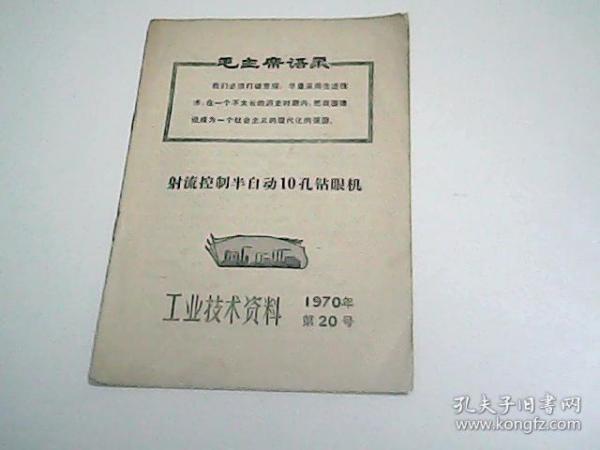 毛主席语录
我们必须打破常规，尽量采用先进技
术，在一个不太长的历史时期内，把我国建
设成为一个社会主义的现代化的强国。
射流控制半自动10孔钻眼机
工业技术资料
1970年
第20号
孔夫子旧书网
www.kongfz.com